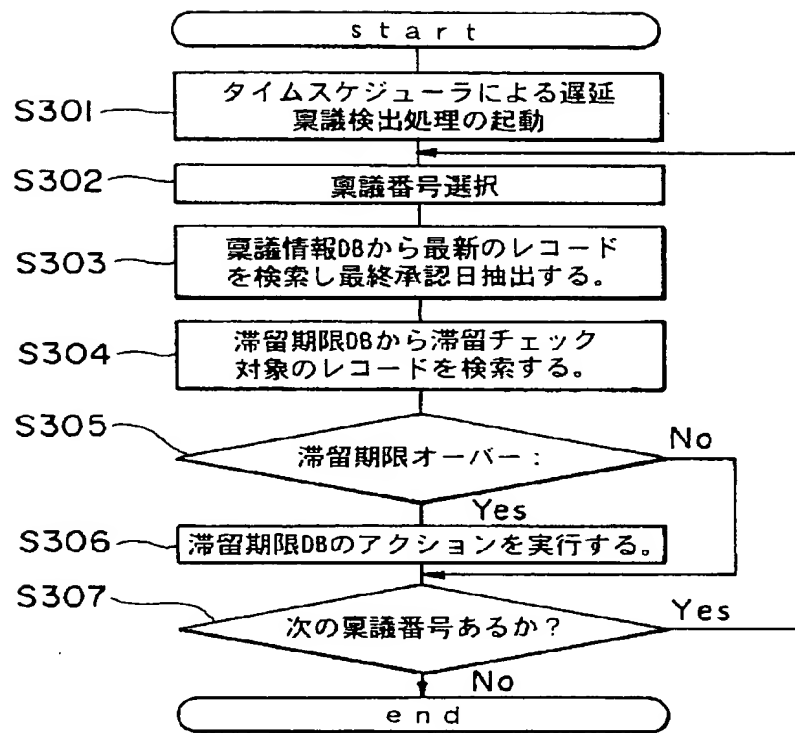 start
S301
タイムスケジューラによる遅延
稟議検出処理の起動
S302
稟議番号選択
S303
稟議情報DBから最新のレコード
を検索し最終承認日抽出する。
S304
滞留期限DBから滞留チェック
対象のレコードを検索する。
S305
滞留期限オーバー:
No
Yes
S306
滞留期限DBのアクションを実行する。
S307
次の稟議番号あるか?
Yes
No
end